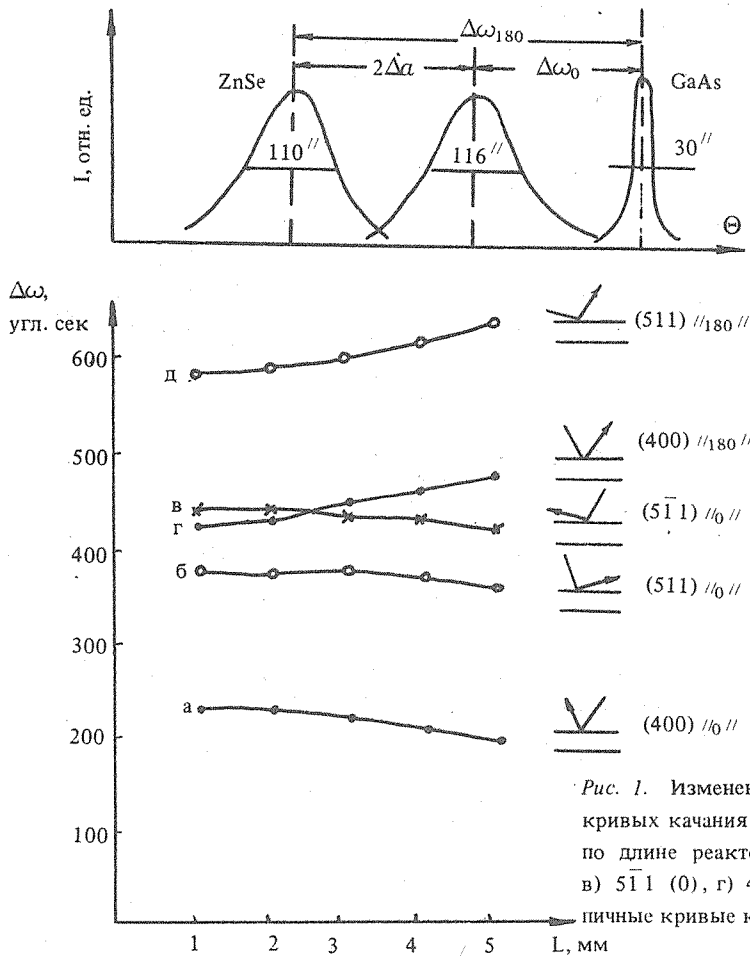 Δω₁₈₀
ZnSe 2Δa Δω₀ GaAs
I, отн. ед.
110″ 116″ 30″
Θ
Δω,
угл. сек
600
500
400
300
200
100
д
в
г
б
а
(511) ″₁₈₀″
(400) ″₁₈₀″
(51̄1) ″₀″
(511) ″₀″
(400) ″₀″
1 2 3 4 5 L, мм
Рис. 1. Изменен
кривых качания
по длине реакт
в) 51̄1 (0), г)
пичные кривые к